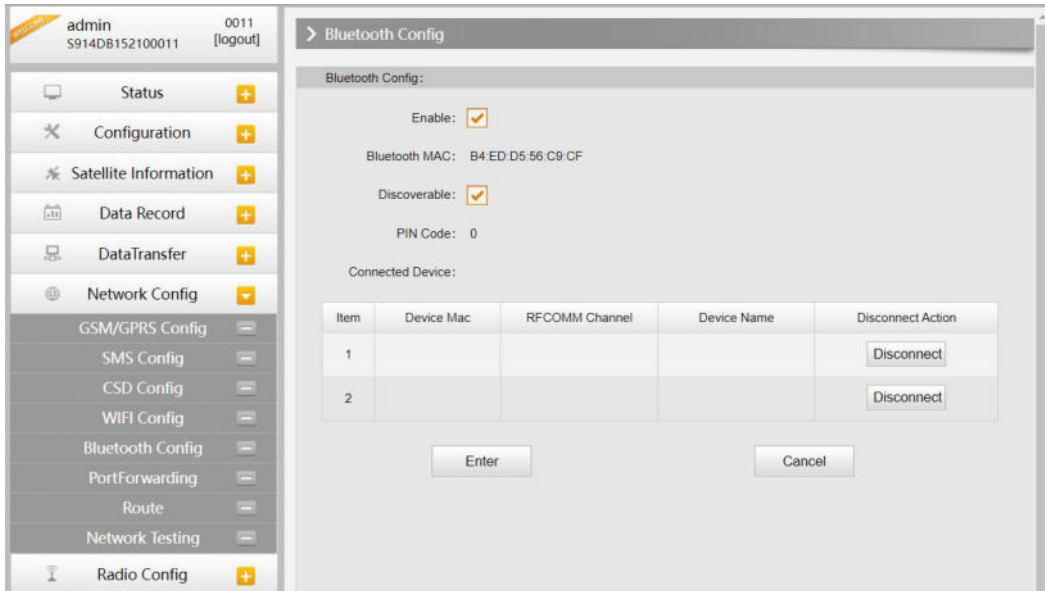 WELCOME
admin 0011
S914DB152100011 [logout]
Status
Configuration
Satellite Information
Data Record
DataTransfer
Network Config
GSM/GPRS Config
SMS Config
CSD Config
WIFI Config
Bluetooth Config
PortForwarding
Route
Network Testing
Radio Config
Bluetooth Config
Bluetooth Config:
Enable:
Bluetooth MAC: B4:ED:D5:56:C9:CF
Discoverable:
PIN Code: 0
Connected Device:
Item Device Mac RFCOMM Channel Device Name Disconnect Action
1 Disconnect
2 Disconnect
Enter Cancel